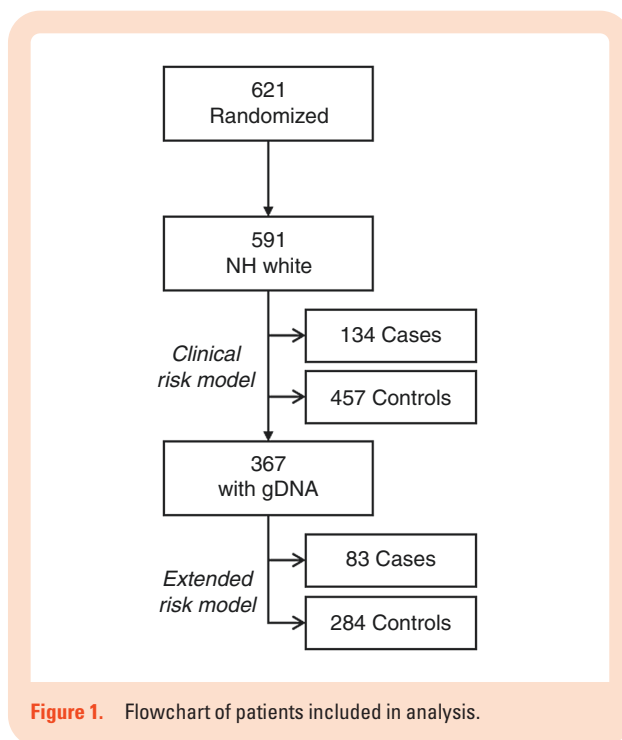 621
Randomized
591
NH white
134 Cases
Clinical
risk model
457 Controls
367
with gDNA
83 Cases
Extended
risk model
284 Controls
Figure 1. Flowchart of patients included in analysis.